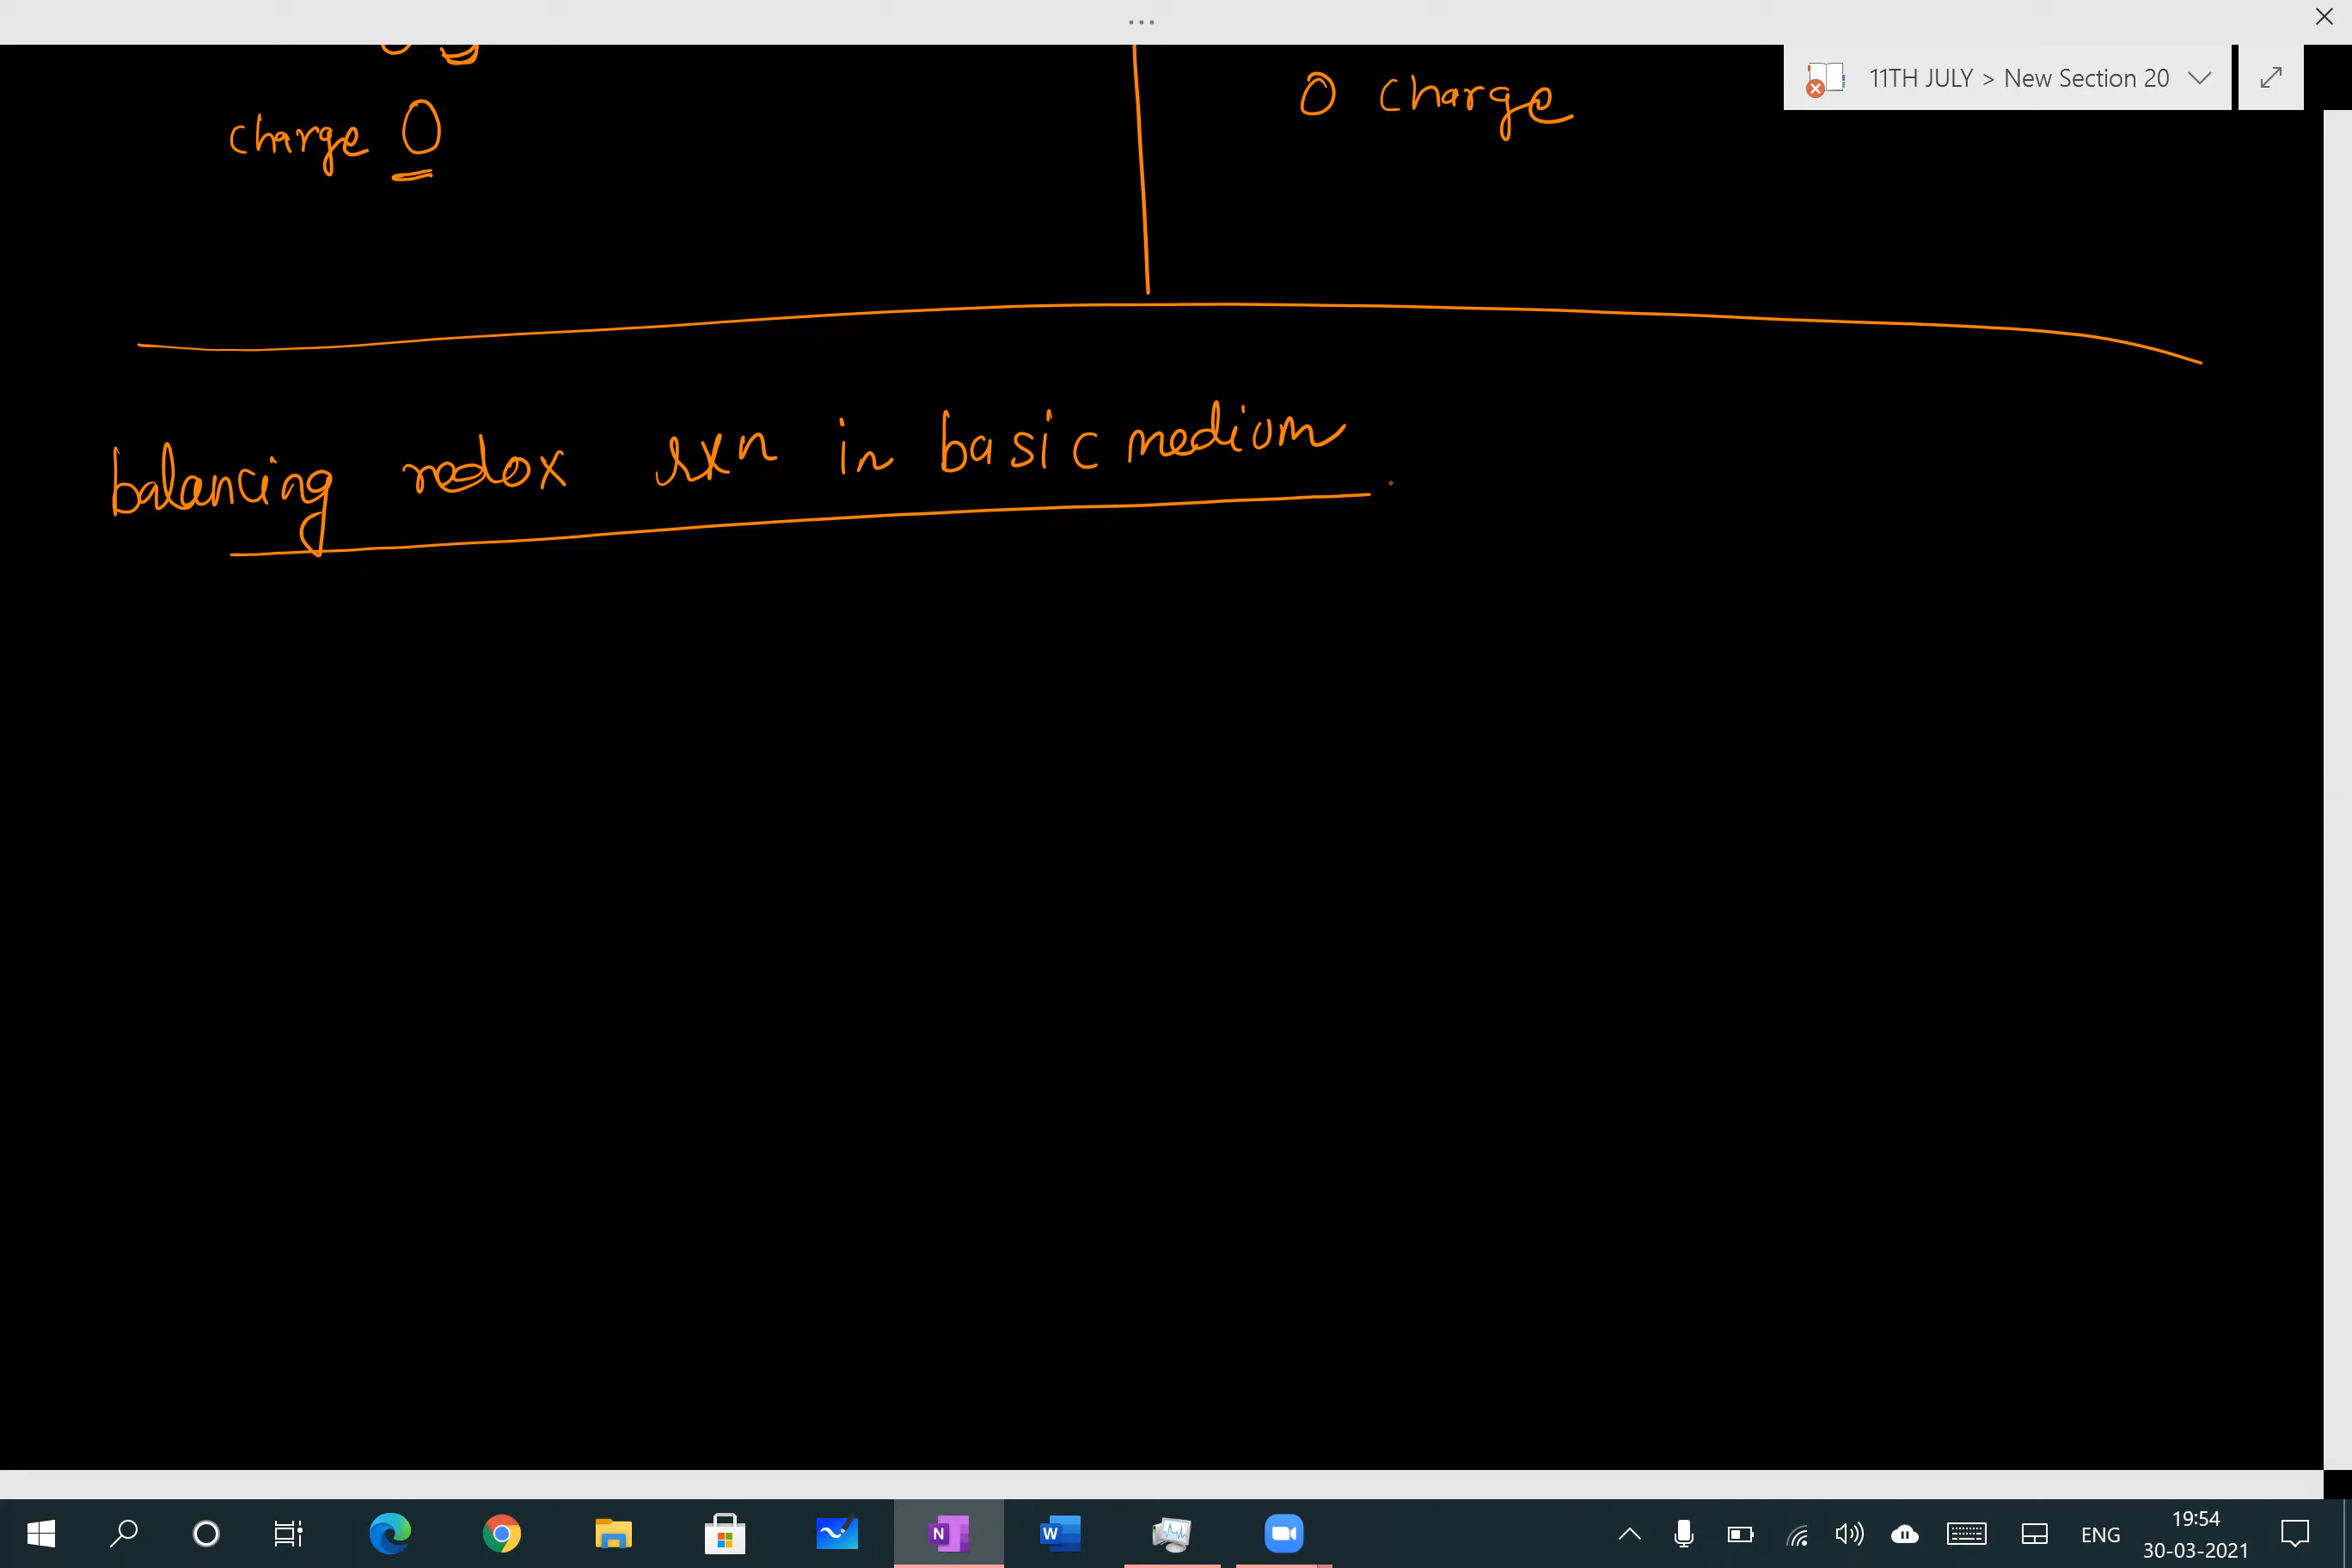 11TH JULY > New Section 20
charge 0
0 charge
balancing redox rxn in basic medium
ENG
19:54
30-03-2021